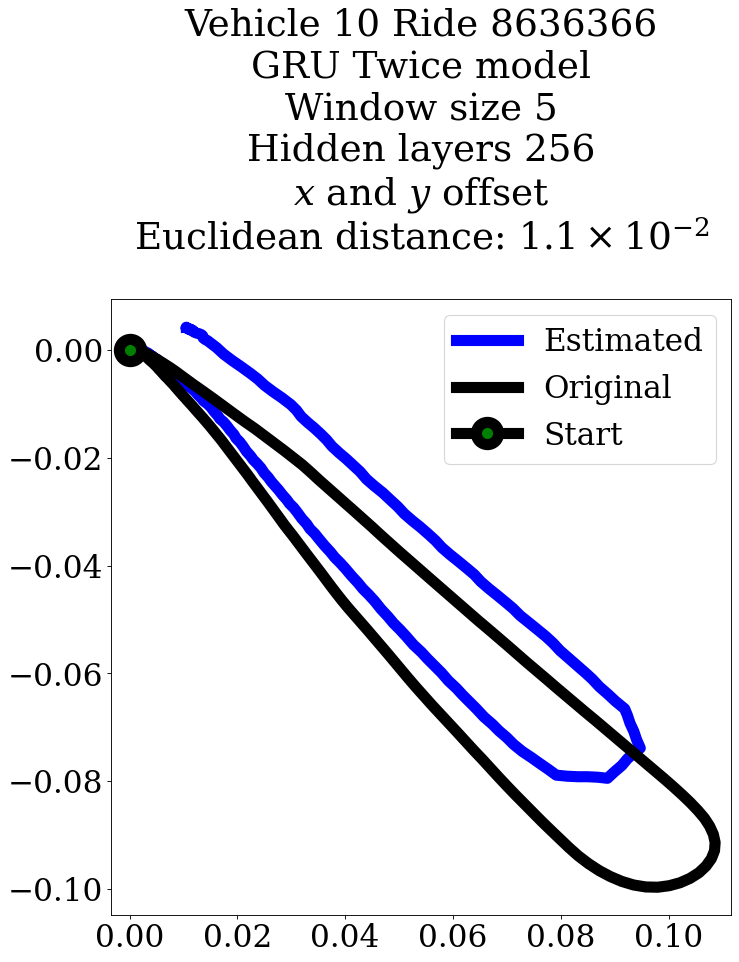 Vehicle 10 Ride 8636366
GRU Twice model
Window size 5
Hidden layers 256
x and y offset
Euclidean distance: 1.1 × 10⁻²
Estimated
Original
Start
0.00
−0.02
−0.04
−0.06
−0.08
−0.10
0.00 0.02 0.04 0.06 0.08 0.10